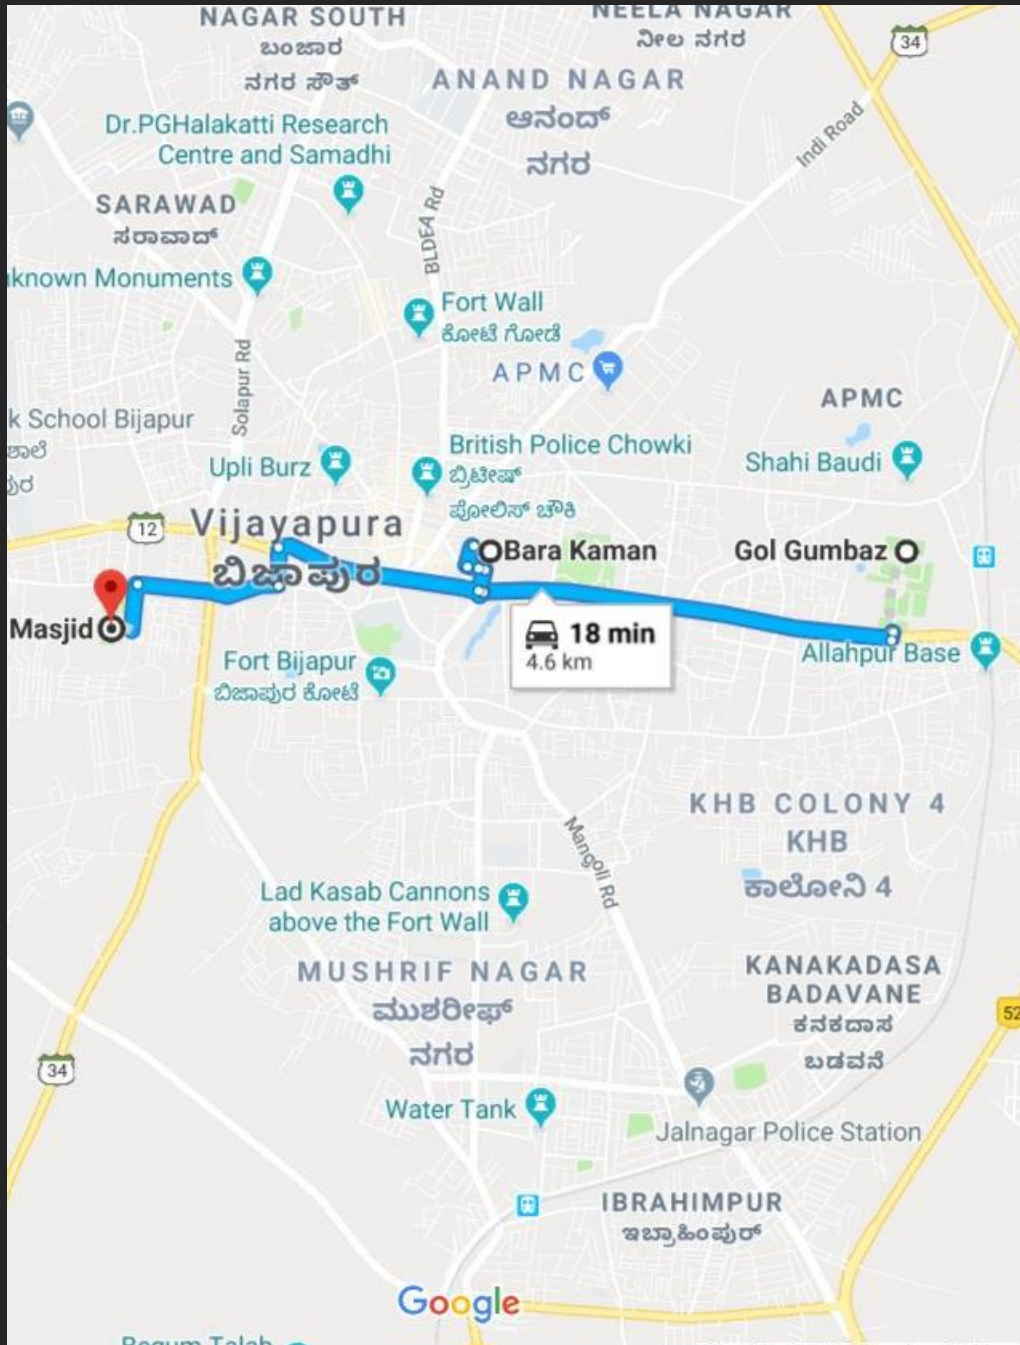 NAGAR SOUTH
ಬಂಜಾರ
ನಗರ ಸೌತ್
NEELA NAGAR
ನೀಲ ನಗರ
34
ANAND NAGAR
ಆನಂದ್
ನಗರ
Indi Road
Dr.PGHalakatti Research
Centre and Samadhi
SARAWAD
ಸರಾವಾದ್
BLDEA Rd
nknown Monuments
Fort Wall
ಕೋಟೆ ಗೋಡೆ
APMC
Solapur Rd
APMC
k School Bijapur
ಶಾಲೆ
ಪುರ
Upli Burz
British Police Chowki
ಬ್ರಿಟೀಷ್
ಪೋಲಿಸ್ ಚೌಕಿ
Shahi Baudi
12
Vijayapura
ಬಿಜಾಪುರ
Bara Kaman
Gol Gumbaz
Masjid
18 min
4.6 km
Allahpur Base
Fort Bijapur
ಬಿಜಾಪುರ ಕೋಟೆ
KHB COLONY 4
KHB
ಕಾಲೋನಿ 4
Mangoli Rd
Lad Kasab Cannons
above the Fort Wall
MUSHRIF NAGAR
ಮುಶರೀಫ್
ನಗರ
KANAKADASA
BADAVANE
ಕನಕದಾಸ
ಬಡವನೆ
52
34
Water Tank
Jalnagar Police Station
IBRAHIMPUR
ಇಬ್ರಾಹಿಂಪುರ್
Google
Begum Talab